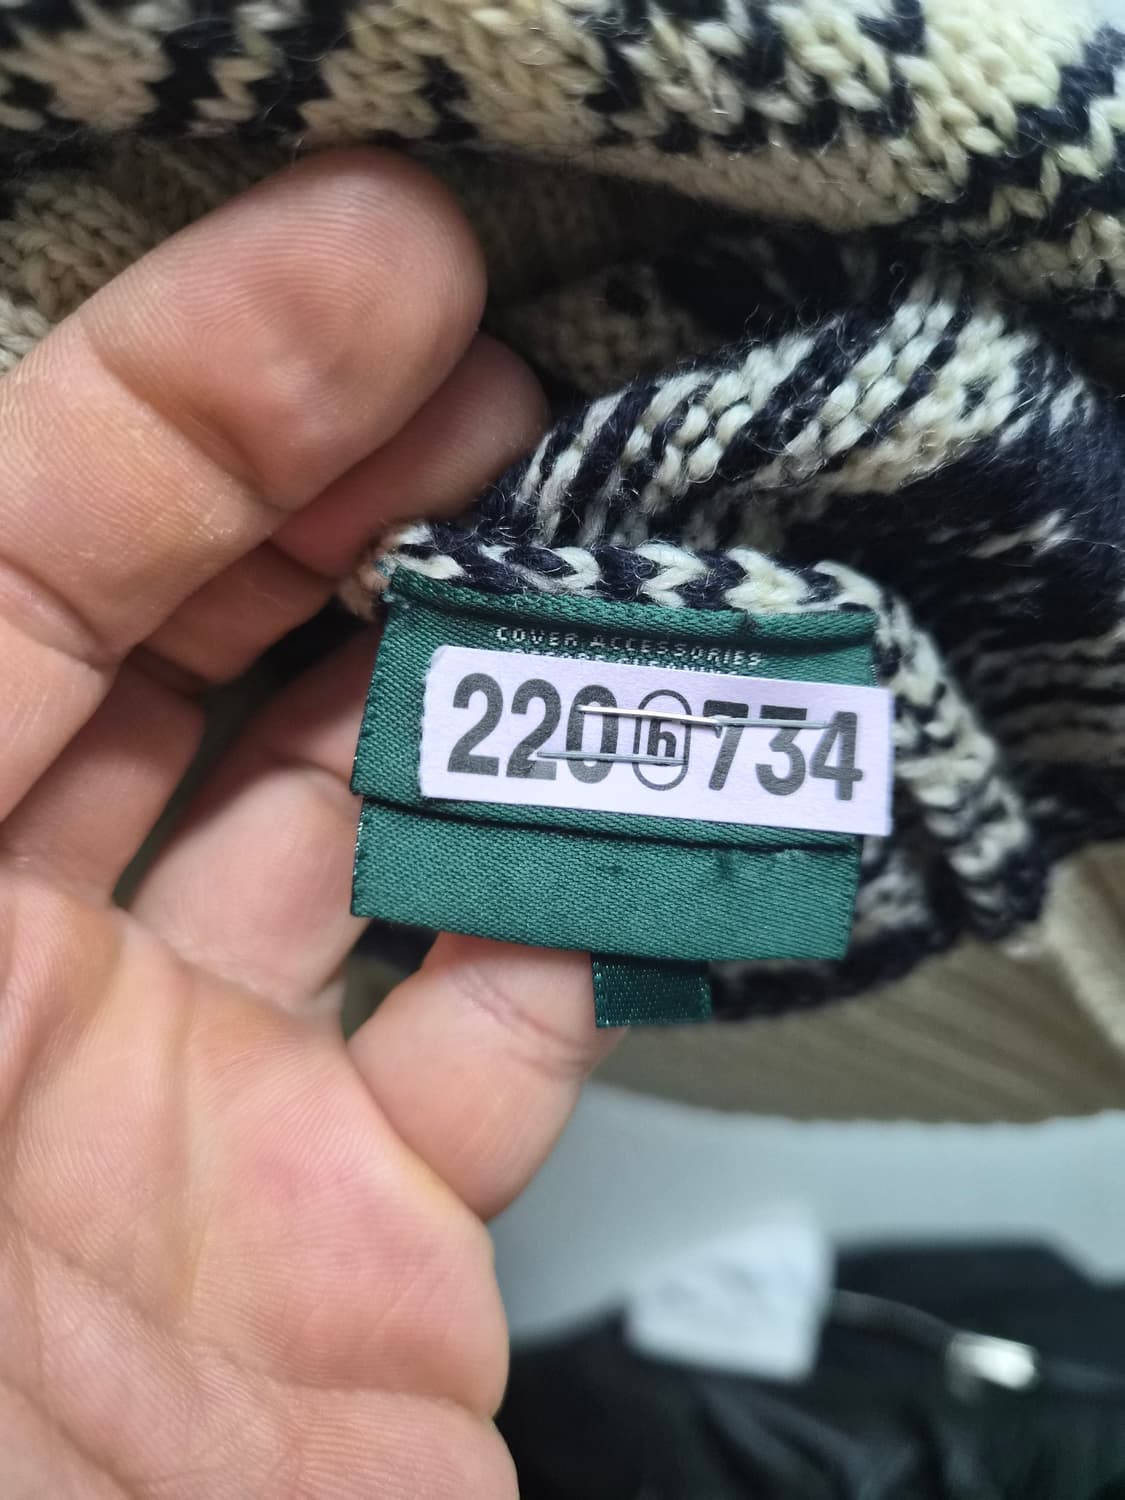 COVER ACCESSORIES
220 h 734